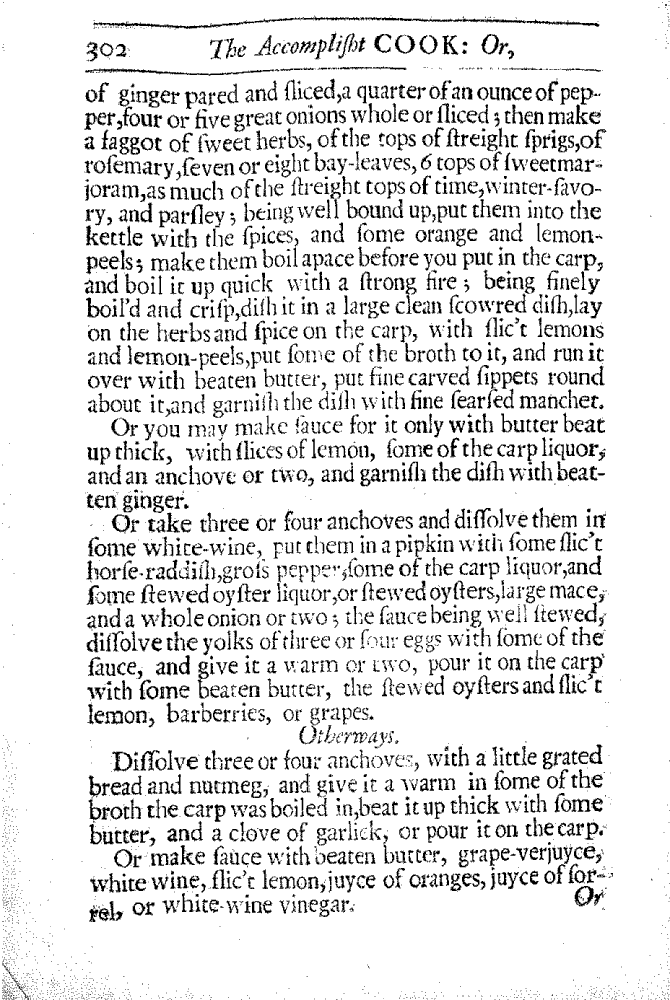 302 The Accompliſht COOK: Or,
of ginger pared and ſliced,a quarter of an ounce of pep-
per,four or five great onions whole or ſliced ; then make
a faggot of ſweet herbs, of the tops of ſtreight ſprigs,of
roſemary,ſeven or eight bay-leaves, 6 tops of ſweetmar-
joram,as much of the ſtreight tops of time,winter-ſavo-
ry, and parſley ; being well bound up,put them into the
kettle with the ſpices, and ſome orange and lemon-
peels; make them boil apace before you put in the carp,
and boil it up quick with a ſtrong fire ; being finely
boil'd and criſp,diſh it in a large clean ſcowred diſh,lay
on the herbs and ſpice on the carp, with ſlic't lemons
and lemon-peels,put ſome of the broth to it, and run it
over with beaten butter, put fine carved ſippets round
about it,and garniſh the diſh with fine ſearſed manchet.
Or you may make ſauce for it only with butter beat
up thick, with ſlices of lemon, ſome of the carp liquor,
and an anchove or two, and garniſh the diſh with beat-
ten ginger.
Or take three or four anchoves and diſſolve them in
ſome white-wine, put them in a pipkin with ſome ſlic't
horſe-raddiſh,groſs pepper,ſome of the carp liquor,and
ſome ſtewed oyſter liquor,or ſtewed oyſters,large mace,
and a whole onion or two ; the ſauce being well ſtewed,
diſſolve the yolks of three or four eggs with ſome of the
ſauce, and give it a warm or two, pour it on the carp
with ſome beaten butter, the ſtewed oyſters and ſlic't
lemon, barberries, or grapes.
Otherways.
Diſſolve three or four anchoves, with a little grated
bread and nutmeg, and give it a warm in ſome of the
broth the carp was boiled in,beat it up thick with ſome
butter, and a clove of garlick, or pour it on the carp.
Or make ſauce with beaten butter, grape-verjuyce,
white wine, ſlic't lemon,juyce of oranges, juyce of ſor-
rel, or white-wine vinegar.
Or